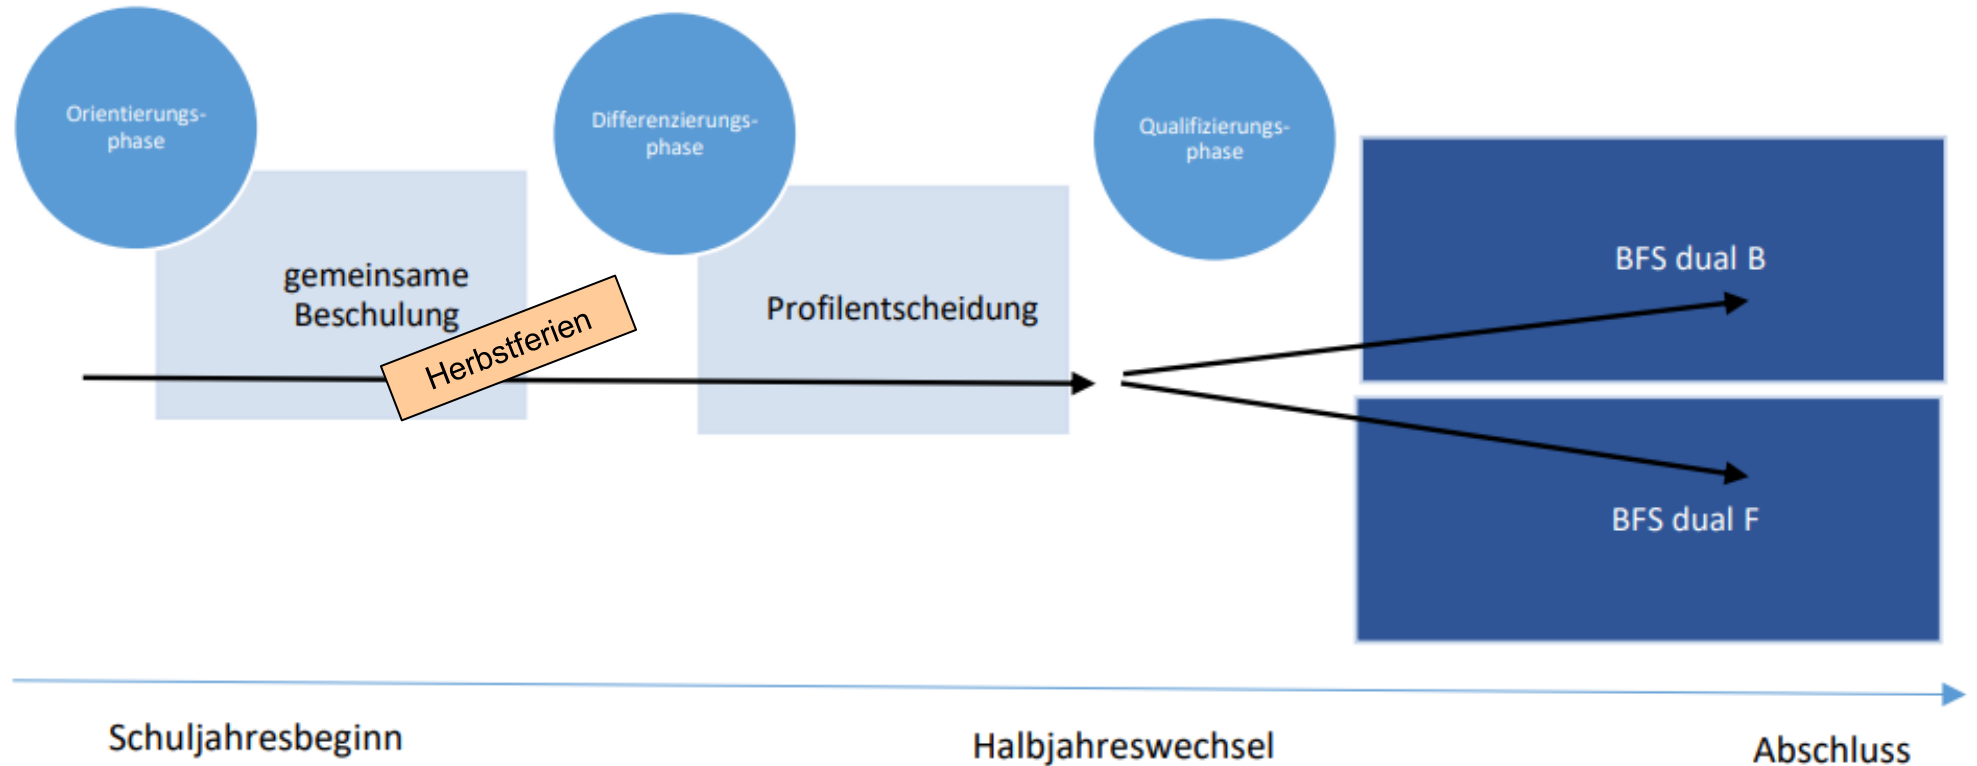 Orientierungs-
phase
Differenzierungs-
phase
Qualifizierungs-
phase
gemeinsame
Beschulung
Herbstferien
Profilentscheidung
BFS dual B
BFS dual F
Schuljahresbeginn
Halbjahreswechsel
Abschluss